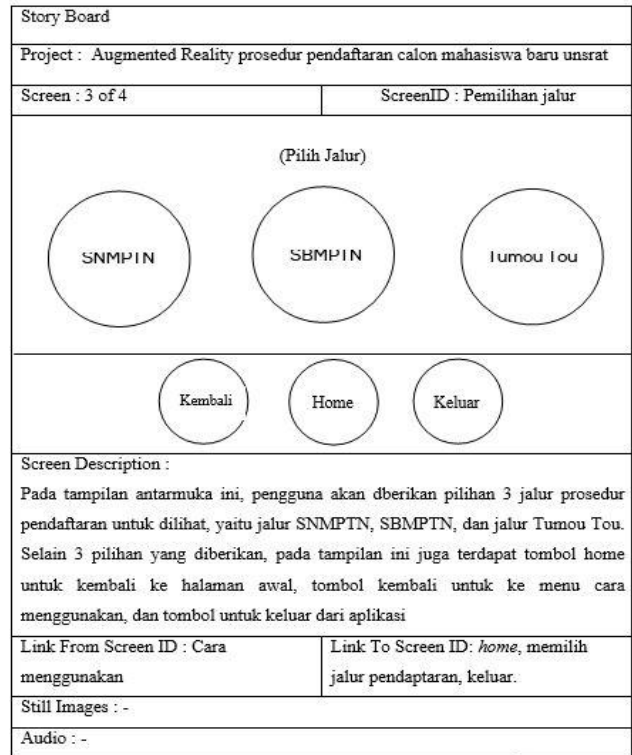 Story Board
Project : Augmented Reality prosedur pendaftaran calon mahasiswa baru unsrat
Screen : 3 of 4
ScreenID : Pemilihan jalur
(Pilih Jalur)
SNMPTN
SBMPTN
Tumou Tou
Kembali
Home
Keluar
Screen Description :
Pada tampilan antarmuka ini, pengguna akan dberikan pilihan 3 jalur prosedur
pendaftaran untuk dilihat, yaitu jalur SNMPTN, SBMPTN, dan jalur Tumou Tou.
Selain 3 pilihan yang diberikan, pada tampilan ini juga terdapat tombol home
untuk kembali ke halaman awal, tombol kembali untuk ke menu cara
menggunakan, dan tombol untuk keluar dari aplikasi
Link From Screen ID : Cara
menggunakan
Link To Screen ID: home, memilih
jalur pendaptaran, keluar.
Still Images : -
Audio : -